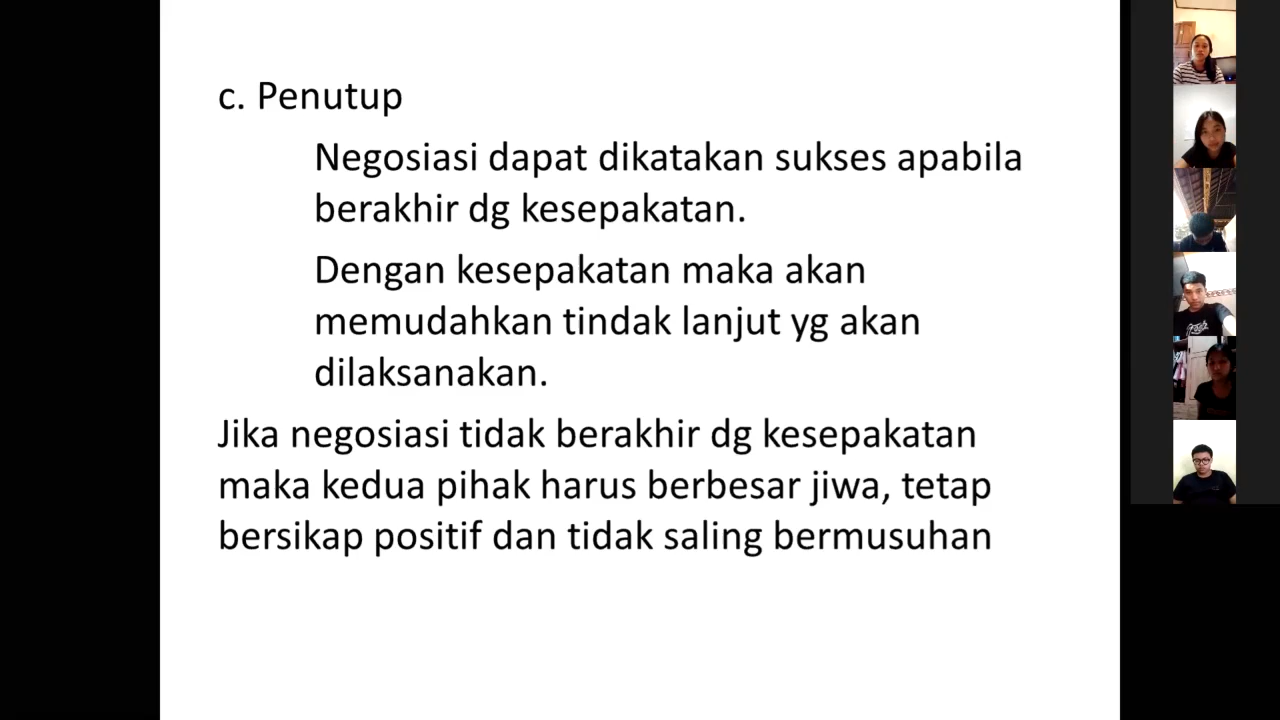 c. Penutup
Negosiasi dapat dikatakan sukses apabila
berakhir dg kesepakatan.
Dengan kesepakatan maka akan
memudahkan tindak lanjut yg akan
dilaksanakan.
Jika negosiasi tidak berakhir dg kesepakatan
maka kedua pihak harus berbesar jiwa, tetap
bersikap positif dan tidak saling bermusuhan